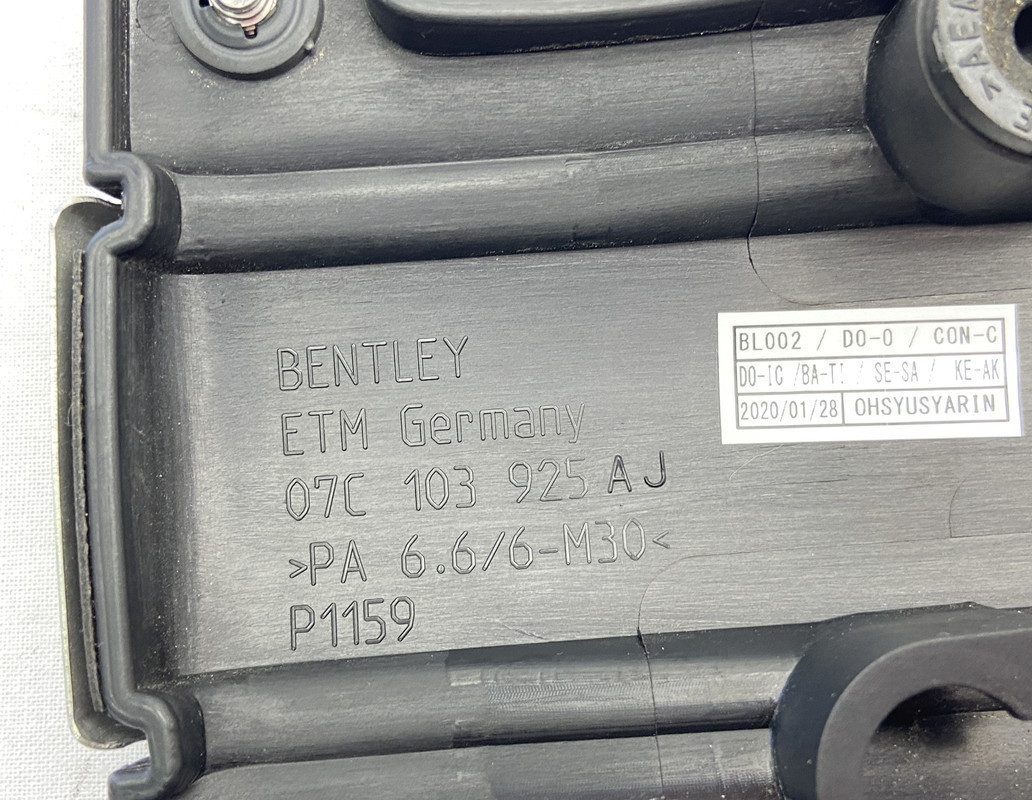 BENTLEY
ETM Germany
07C 103 925 AJ
>PA 6.6/6-M30<
P1159
BL002 / DO-O / CON-C
DO-IC /BA-TI / SE-SA / KE-AK
2020/01/28 OHSYUSYARIN